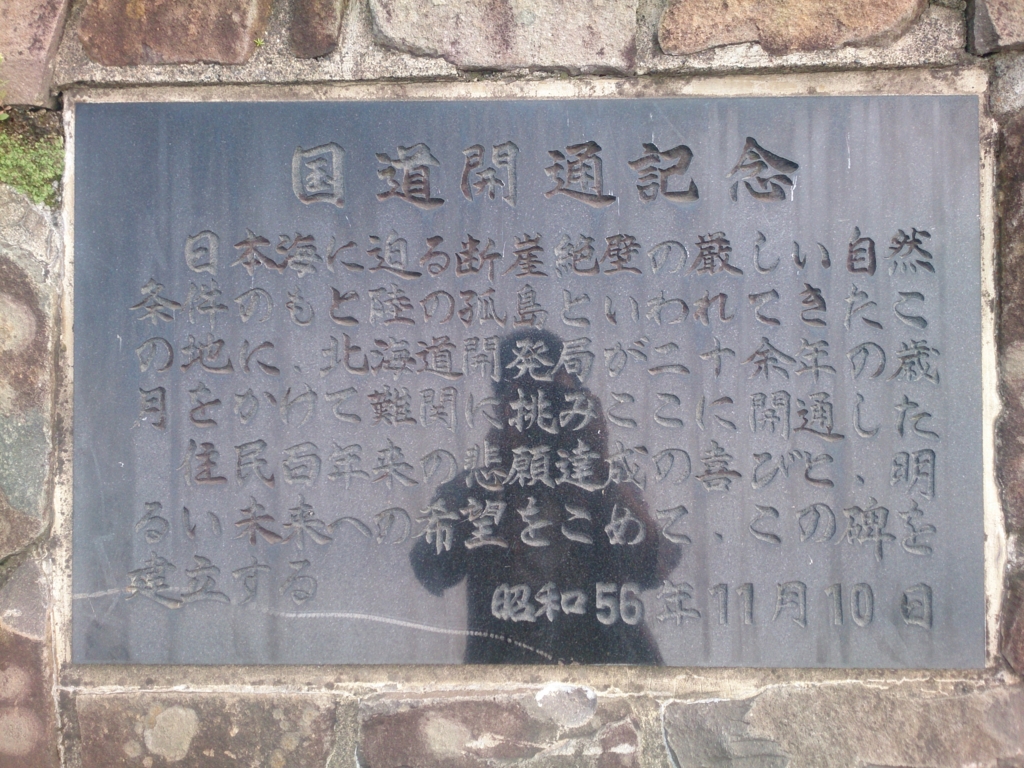 国道開通記念
日本海に迫る断崖絶壁の厳しい自然
条件のもと陸の孤島といわれてきたこ
の地に、北海道開発局が二十余年の歳
月をかけて難関に挑みここに開通した
住民百年来の悲願達成の喜びと、明
るい未来への希望をこめて、この碑を
建立する
昭和56年11月10日